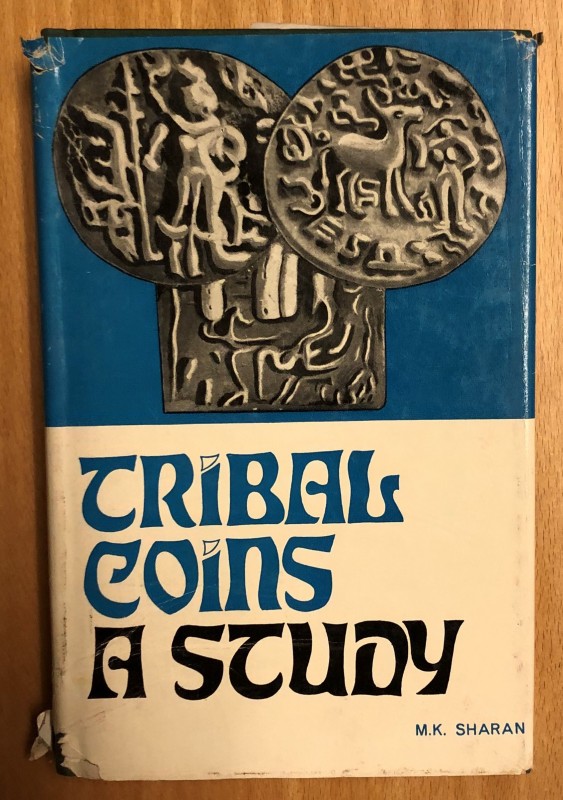 TRIBAL
COINS
A STUDY
M.K. SHARAN